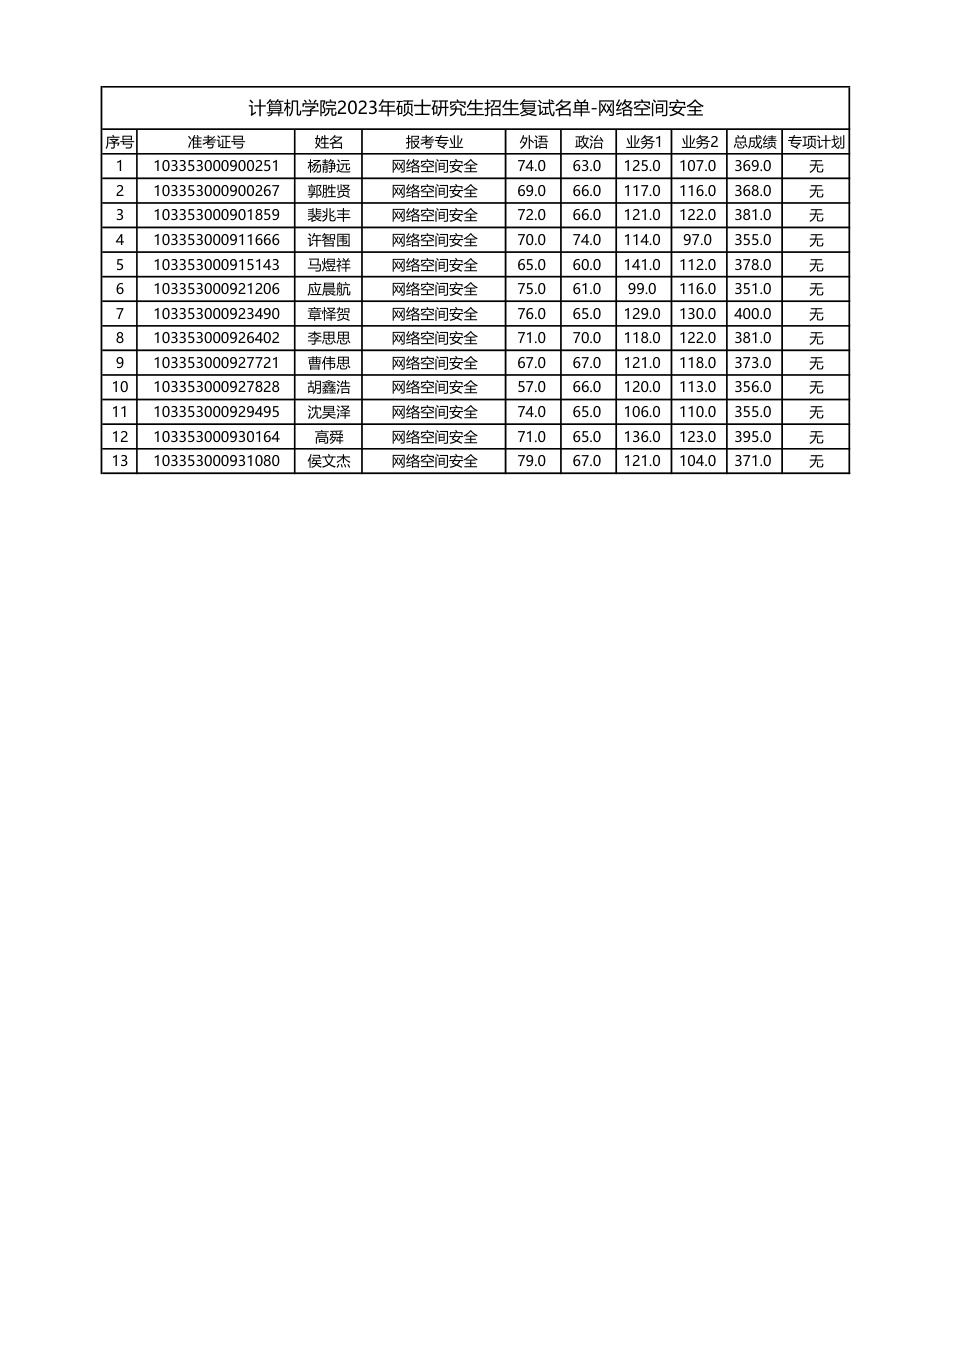 计算机学院2023年硕士研究生招生复试名单-网络空间安全
序号 准考证号 姓名 报考专业 外语 政治 业务1 业务2 总成绩 专项计划
1 103353000900251 杨静远 网络空间安全 74.0 63.0 125.0 107.0 369.0 无
2 103353000900267 郭胜贤 网络空间安全 69.0 66.0 117.0 116.0 368.0 无
3 103353000901859 裴兆丰 网络空间安全 72.0 66.0 121.0 122.0 381.0 无
4 103353000911666 许智围 网络空间安全 70.0 74.0 114.0 97.0 355.0 无
5 103353000915143 马煜祥 网络空间安全 65.0 60.0 141.0 112.0 378.0 无
6 103353000921206 应晨航 网络空间安全 75.0 61.0 99.0 116.0 351.0 无
7 103353000923490 章怿贺 网络空间安全 76.0 65.0 129.0 130.0 400.0 无
8 103353000926402 李思思 网络空间安全 71.0 70.0 118.0 122.0 381.0 无
9 103353000927721 曹伟思 网络空间安全 67.0 67.0 121.0 118.0 373.0 无
10 103353000927828 胡鑫浩 网络空间安全 57.0 66.0 120.0 113.0 356.0 无
11 103353000929495 沈昊泽 网络空间安全 74.0 65.0 106.0 110.0 355.0 无
12 103353000930164 高舜 网络空间安全 71.0 65.0 136.0 123.0 395.0 无
13 103353000931080 侯文杰 网络空间安全 79.0 67.0 121.0 104.0 371.0 无